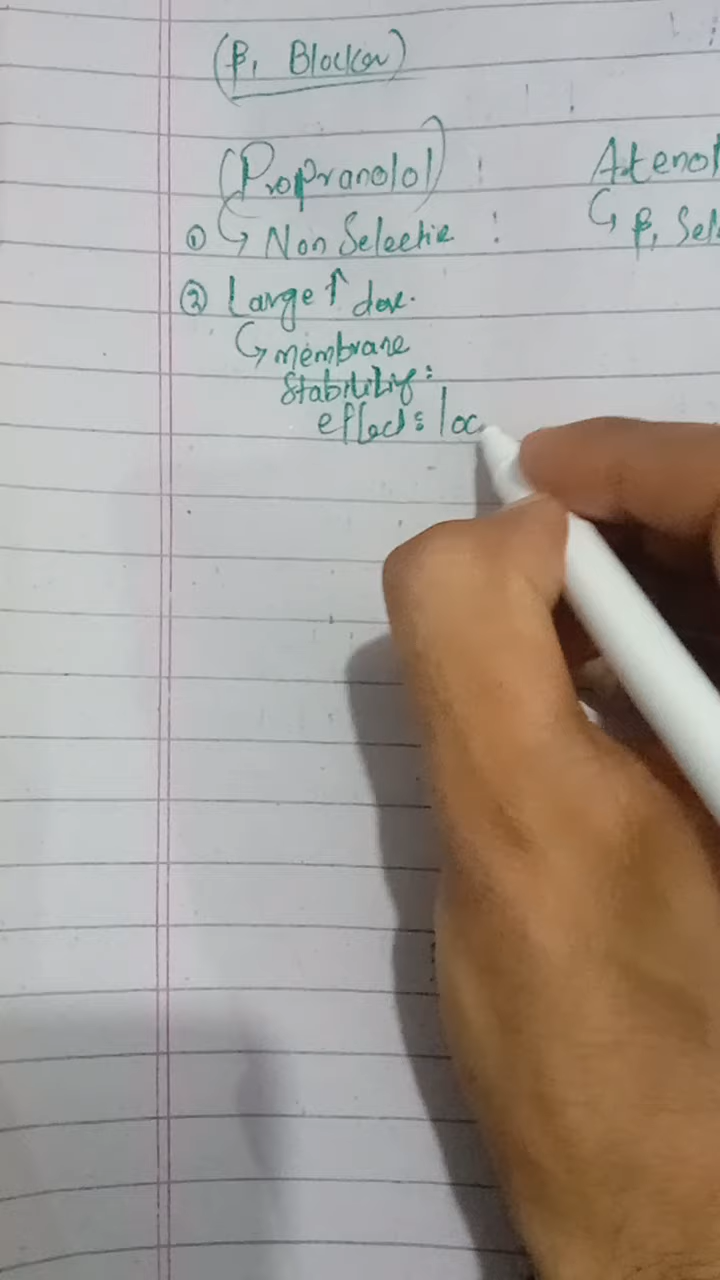 (β₁ Blocker)
(Propranolol) : Atenol
① ↳ Non Selectie : ↳ β₁ Sel
② Large ↑ dose.
↳ membrane
Stability :
effect : loc